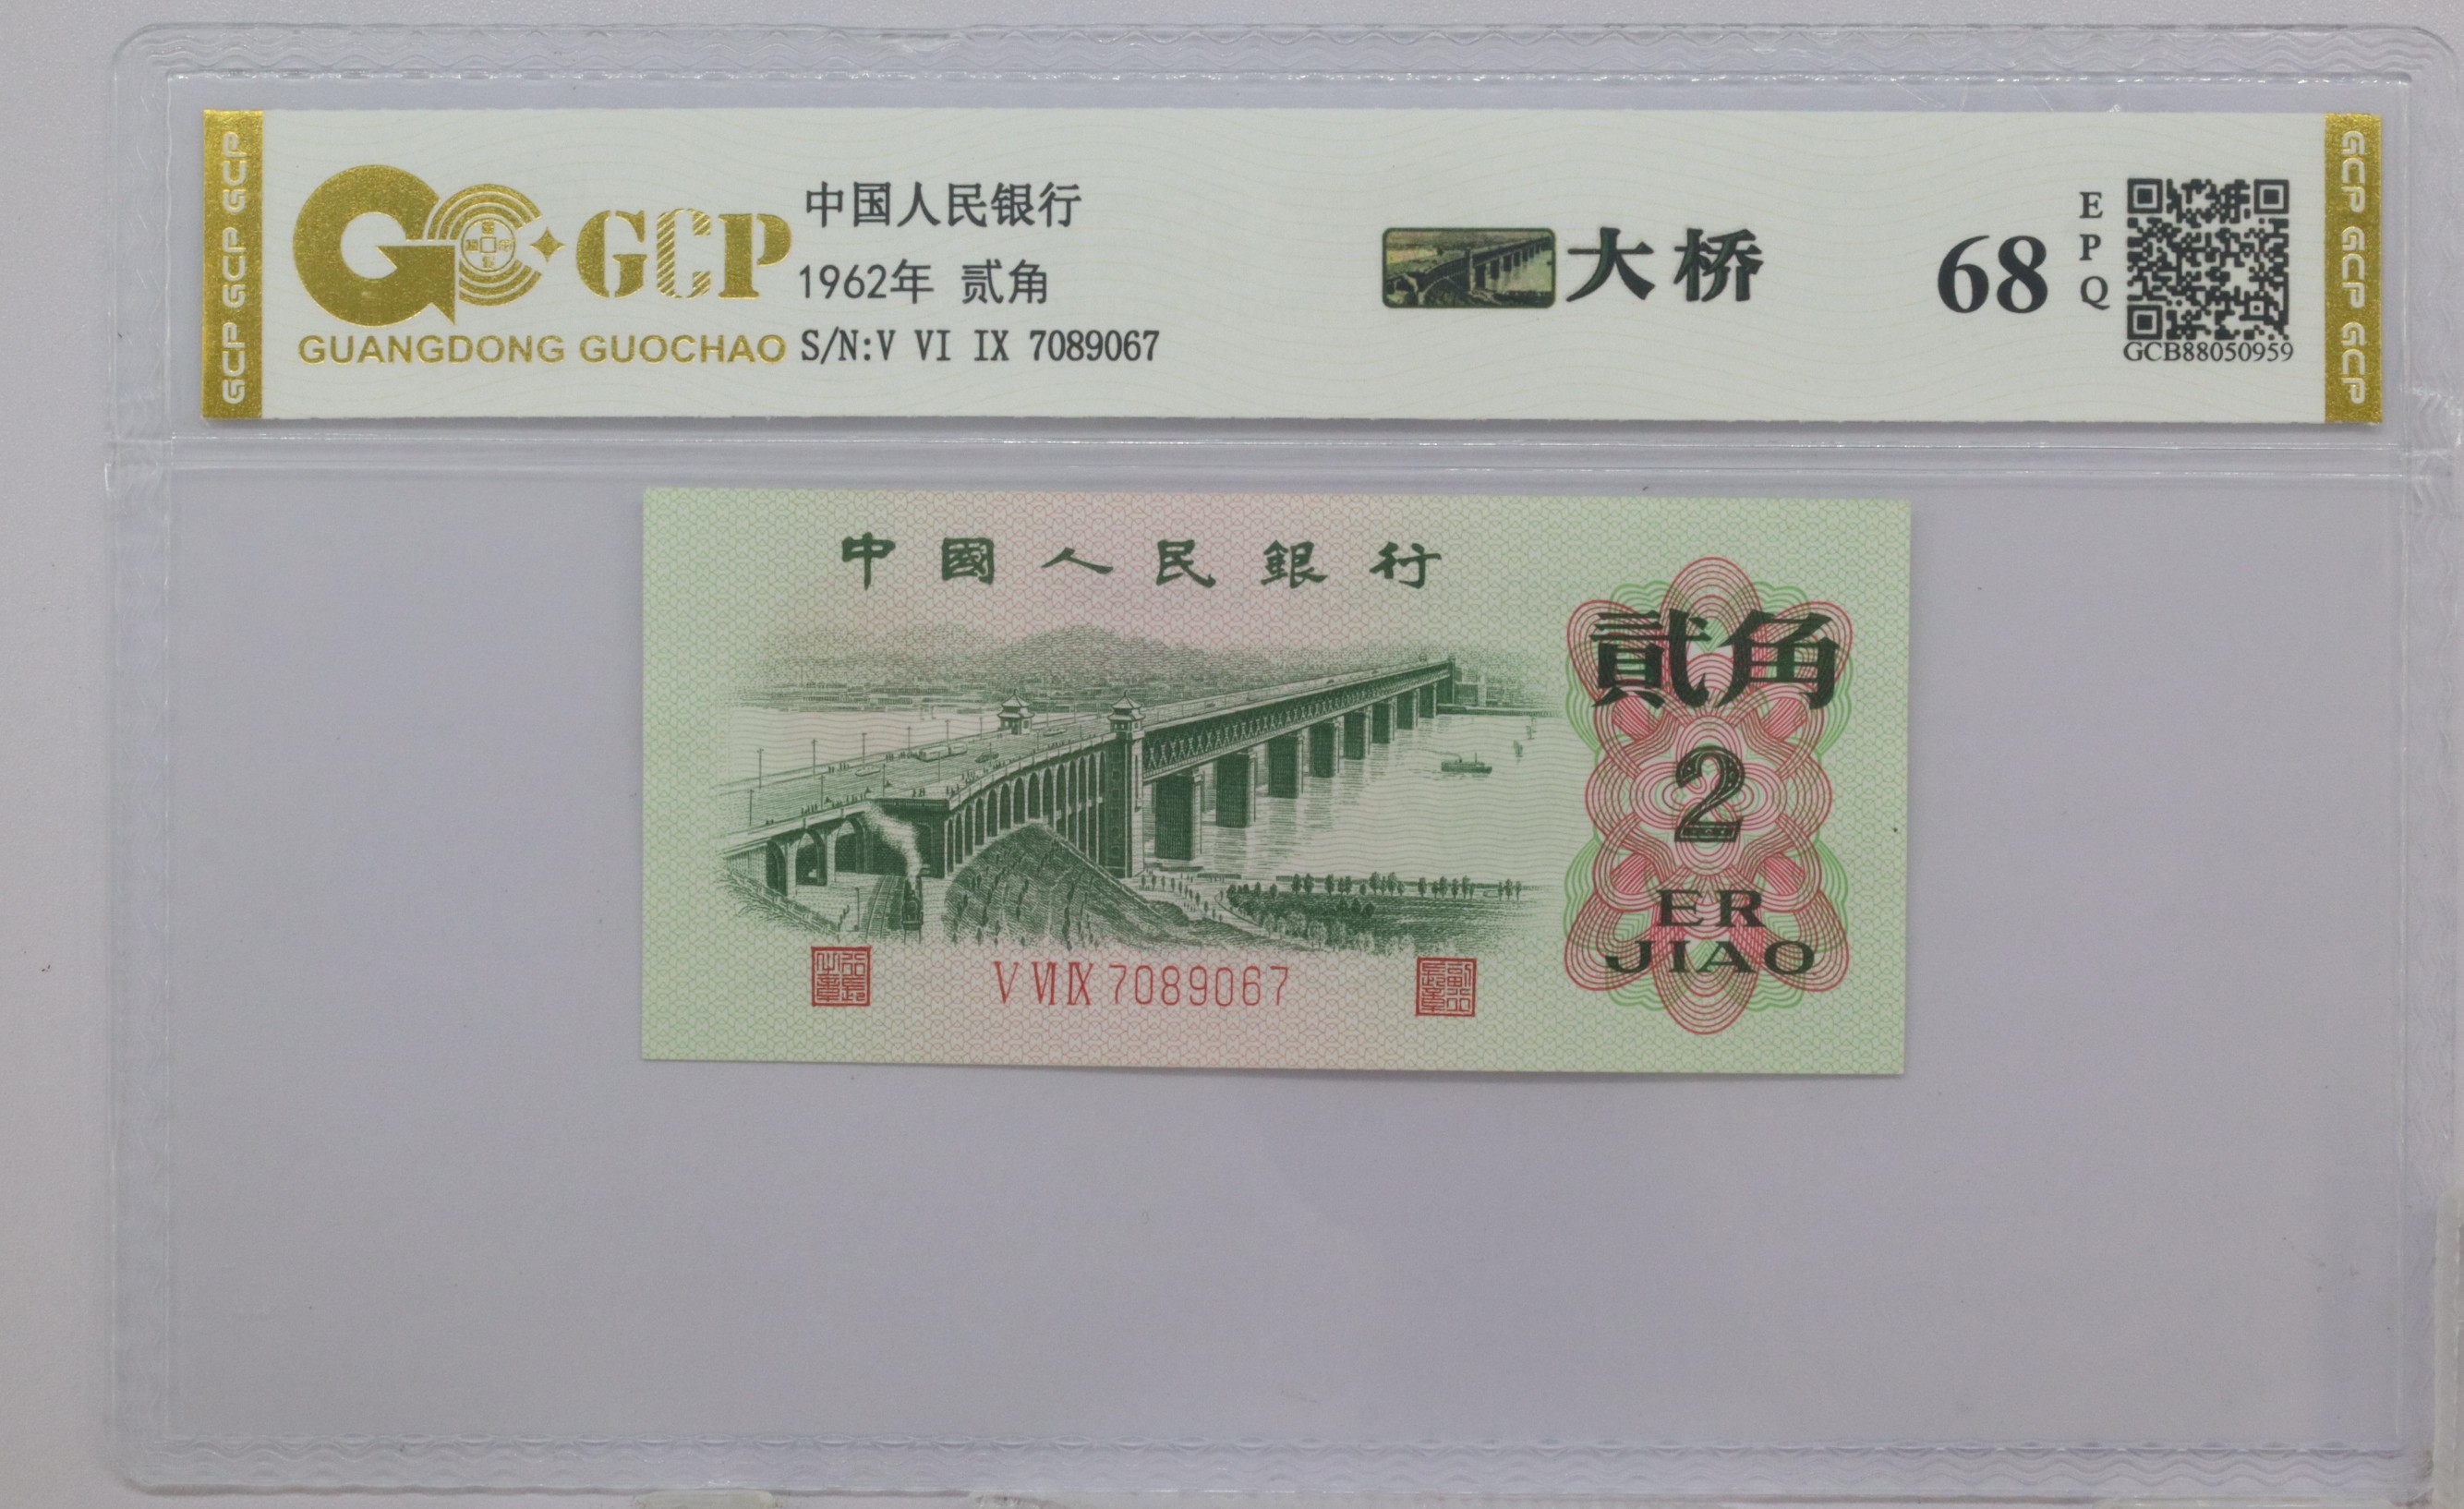 GCP GCP GCP
GCP
GUANGDONG GUOCHAO
中国人民银行
1962年 贰角
S/N:V VI IX 7089067
大桥
68
EPQ
GCB88050959
GCP GCP GCP
中國人民銀行
貳角
2
ER
JIAO
V VI IX 7089067